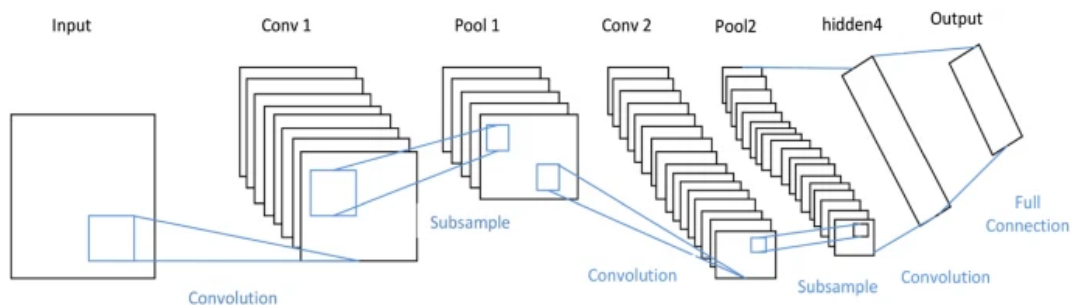 Input
Conv 1
Pool 1
Conv 2
Pool2
hidden4
Output
Subsample
Full
Connection
Convolution
Convolution
Subsample
Convolution